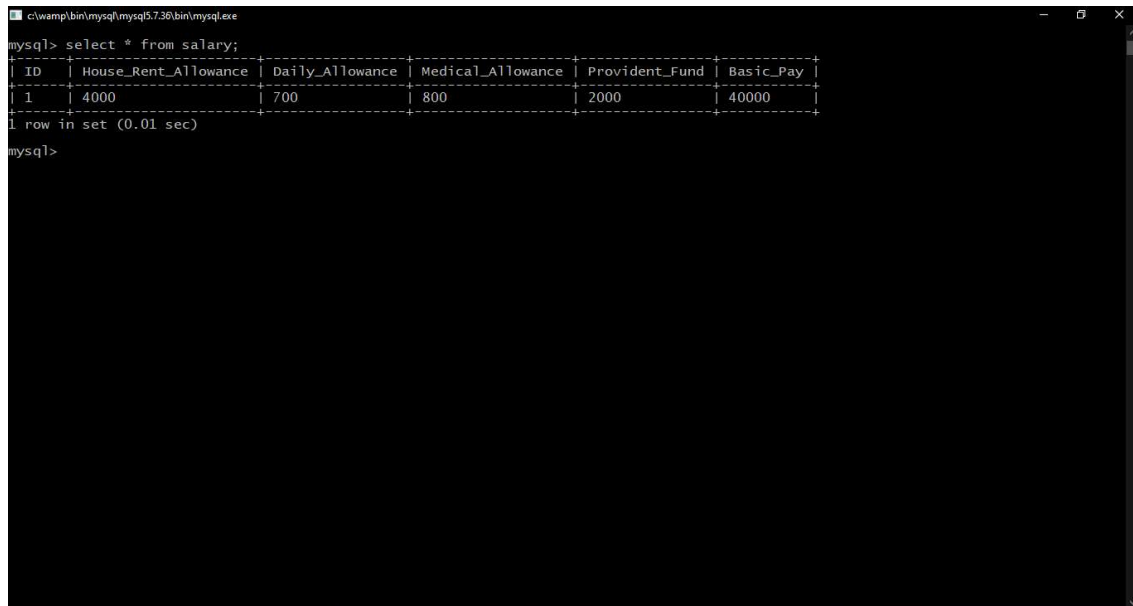 c:\wamp\bin\mysql\mysql5.7.36\bin\mysql.exe
mysql> select * from salary;
+------+----------------------+-----------------+-------------------+----------------+-----------+
| ID   | House_Rent_Allowance | Daily_Allowance | Medical_Allowance | Provident_Fund | Basic_Pay |
+------+----------------------+-----------------+-------------------+----------------+-----------+
| 1    | 4000                 | 700             | 800               | 2000           | 40000     |
+------+----------------------+-----------------+-------------------+----------------+-----------+
1 row in set (0.01 sec)
mysql>